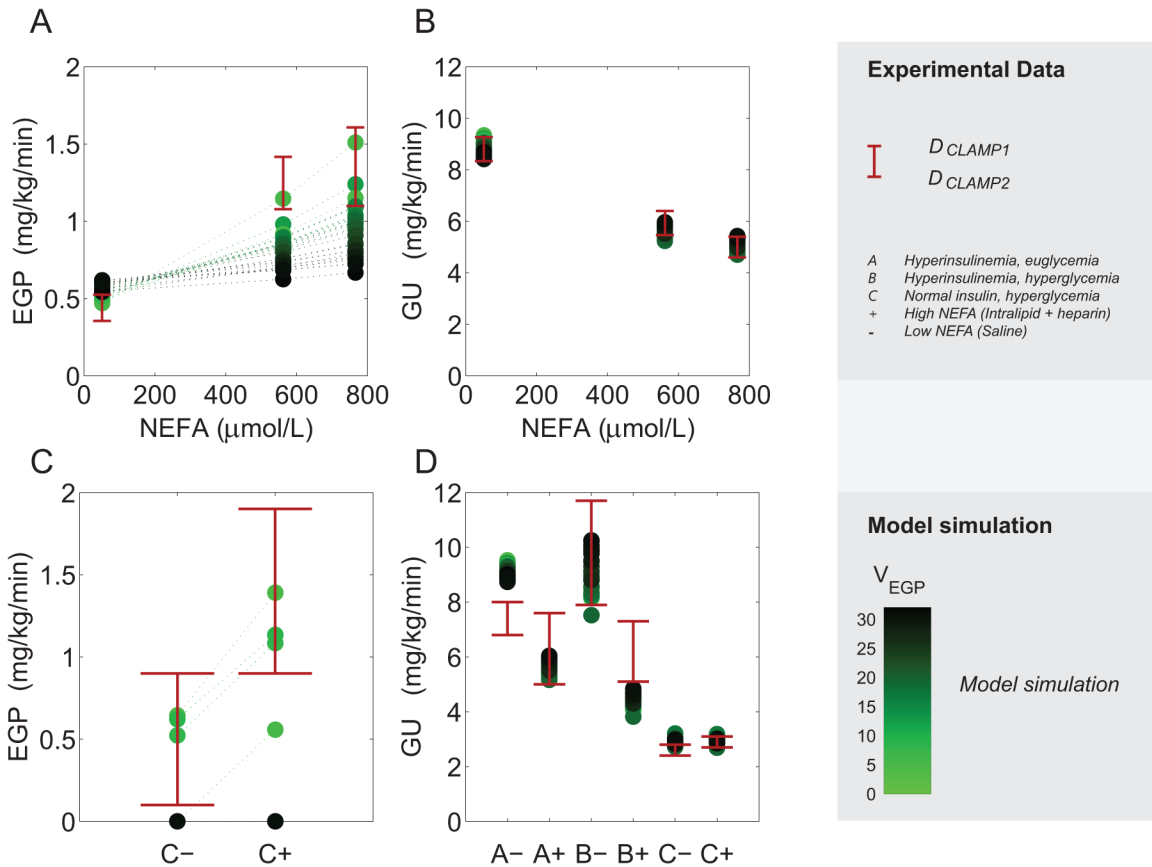 A
2
1.5
1
0.5
0
EGP (mg/kg/min)
0 200 400 600 800
NEFA (μmol/L)
B
12
10
8
6
4
2
0
GU (mg/kg/min)
0 200 400 600 800
NEFA (μmol/L)
Experimental Data
D CLAMP1
D CLAMP2
A Hyperinsulinemia, euglycemia
B Hyperinsulinemia, hyperglycemia
C Normal insulin, hyperglycemia
+ High NEFA (Intralipid + heparin)
- Low NEFA (Saline)
C
2
1.5
1
0.5
0
EGP (mg/kg/min)
C− C+
D
12
10
8
6
4
2
0
GU (mg/kg/min)
A− A+ B− B+ C− C+
Model simulation
V EGP
30
25
20
15
10
5
0
Model simulation